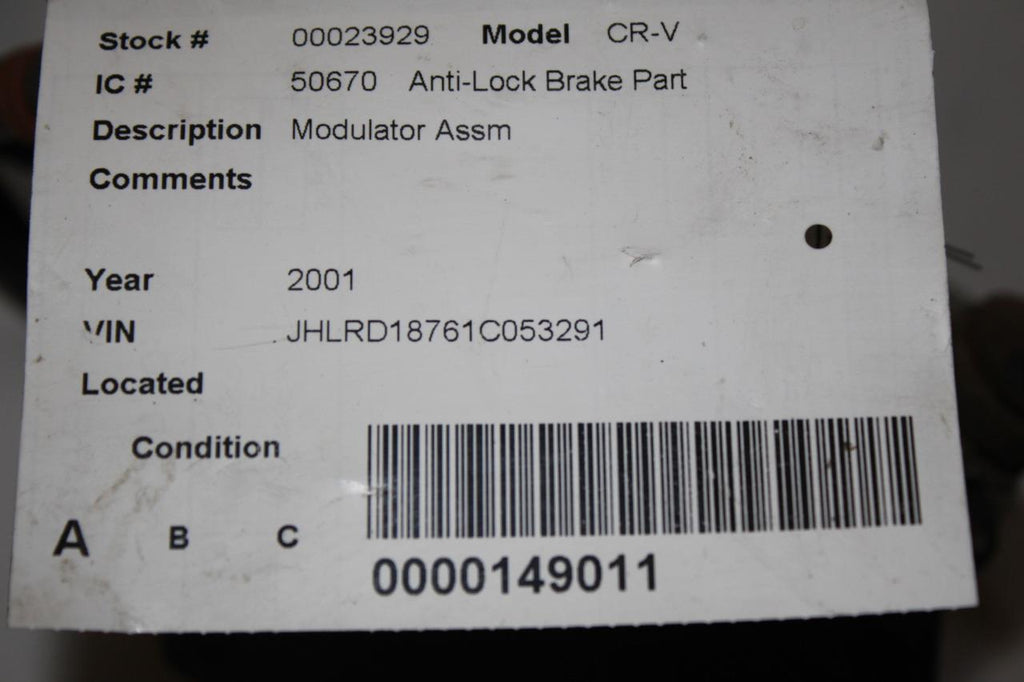 Stock # 00023929 Model CR-V
IC # 50670 Anti-Lock Brake Part
Description Modulator Assm
Comments
Year 2001
VIN JHLRD18761C053291
Located
Condition
A B C
0000149011